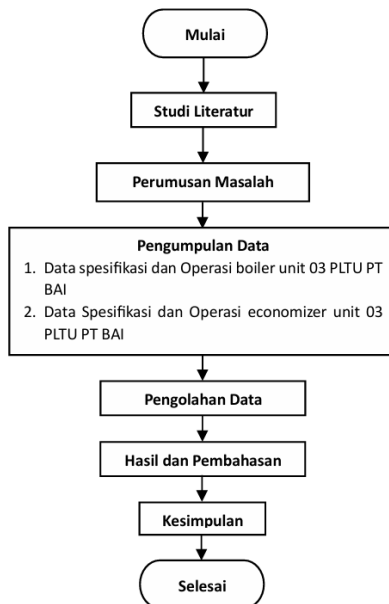 Mulai
Studi Literatur
Perumusan Masalah
Pengumpulan Data
1. Data spesifikasi dan Operasi boiler unit 03 PLTU PT
BAI
2. Data Spesifikasi dan Operasi economizer unit 03
PLTU PT BAI
Pengolahan Data
Hasil dan Pembahasan
Kesimpulan
Selesai